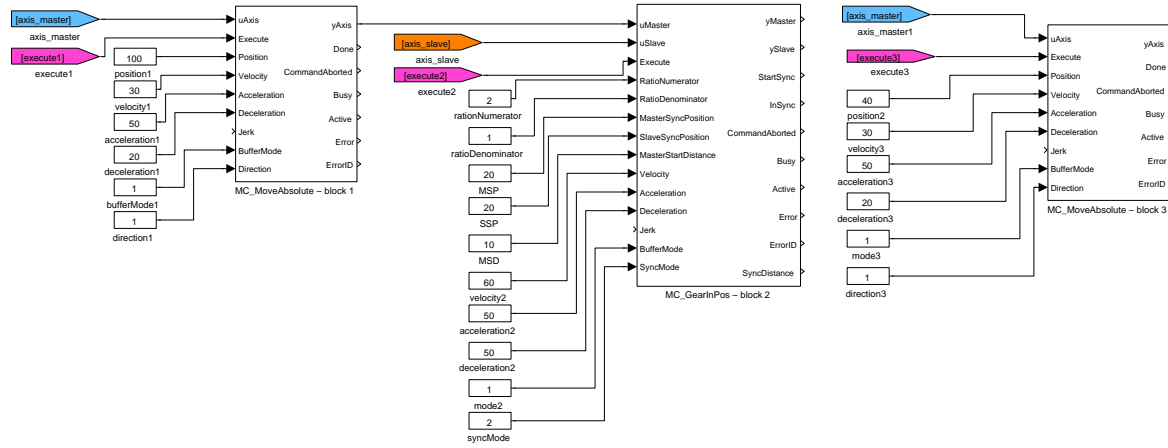 [axis_master]
axis_master
[execute1]
execute1
100
position1
30
velocity1
50
acceleration1
20
deceleration1
1
bufferMode1
1
direction1
uAxis
Execute
Position
Velocity
Acceleration
Deceleration
Jerk
BufferMode
Direction
yAxis
Done
CommandAborted
Busy
Active
Error
ErrorID
MC_MoveAbsolute – block 1
[axis_slave]
axis_slave
[execute2]
execute2
2
rationNumerator
1
ratioDenominator
20
MSP
20
SSP
10
MSD
60
velocity2
50
acceleration2
50
deceleration2
1
mode2
2
syncMode
uMaster
uSlave
Execute
RatioNumerator
RatioDenominator
MasterSyncPosition
SlaveSyncPosition
MasterStartDistance
Velocity
Acceleration
Deceleration
Jerk
BufferMode
SyncMode
yMaster
ySlave
StartSync
InSync
CommandAborted
Busy
Active
Error
ErrorID
SyncDistance
MC_GearInPos – block 2
[axis_master]
axis_master1
[execute3]
execute3
40
position2
30
velocity3
50
acceleration3
20
deceleration3
1
mode3
1
direction3
uAxis
Execute
Position
Velocity
Acceleration
Deceleration
Jerk
BufferMode
Direction
yAxis
Done
CommandAborted
Busy
Active
Error
ErrorID
MC_MoveAbsolute – block 3